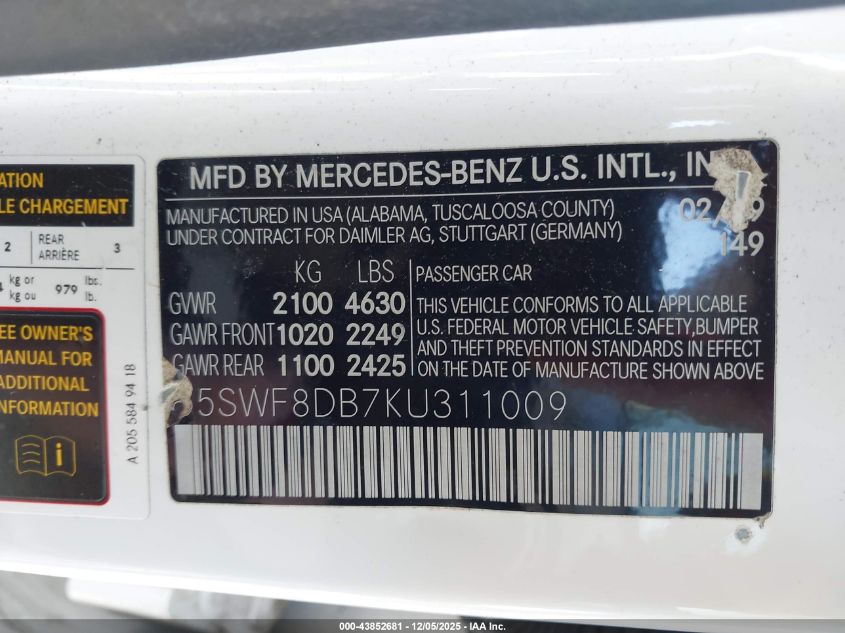 ATION
LE CHARGEMENT
2 REAR ARRIÈRE 3
kg or kg ou 979 lbs. lb.
EE OWNER'S
MANUAL FOR
ADDITIONAL
A 205 584 94 18
MFD BY MERCEDES-BENZ U.S. INTL., IN
MANUFACTURED IN USA (ALABAMA, TUSCALOOSA COUNTY)
UNDER CONTRACT FOR DAIMLER AG, STUTTGART (GERMANY)
02/ 9
149
KG LBS
GVWR 2100 4630
GAWR FRONT 1020 2249
GAWR REAR 1100 2425
PASSENGER CAR
THIS VEHICLE CONFORMS TO ALL APPLICABLE
U.S. FEDERAL MOTOR VEHICLE SAFETY,BUMPER
AND THEFT PREVENTION STANDARDS IN EFFECT
ON THE DATE OF MANUFACTURE SHOWN ABOVE.
55SWF8DB7KU311009
000-43852681 - 12/05/2025 - IAA Inc.